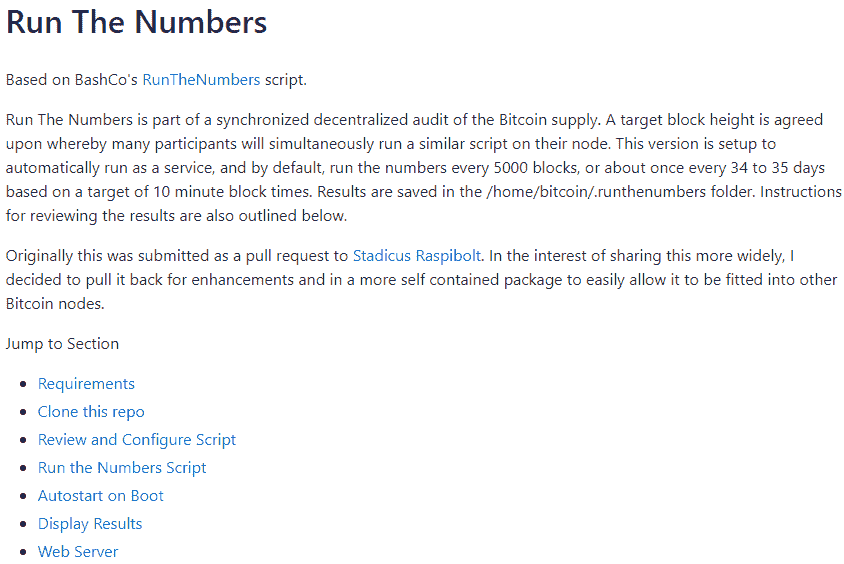 Run The Numbers
Based on BashCo's RunTheNumbers script.
Run The Numbers is part of a synchronized decentralized audit of the Bitcoin supply. A target block height is agreed
upon whereby many participants will simultaneously run a similar script on their node. This version is setup to
automatically run as a service, and by default, run the numbers every 5000 blocks, or about once every 34 to 35 days
based on a target of 10 minute block times. Results are saved in the /home/bitcoin/.runthenumbers folder. Instructions
for reviewing the results are also outlined below.
Originally this was submitted as a pull request to Stadicus Raspibolt. In the interest of sharing this more widely, I
decided to pull it back for enhancements and in a more self contained package to easily allow it to be fitted into other
Bitcoin nodes.
Jump to Section
Requirements
Clone this repo
Review and Configure Script
Run the Numbers Script
Autostart on Boot
Display Results
Web Server